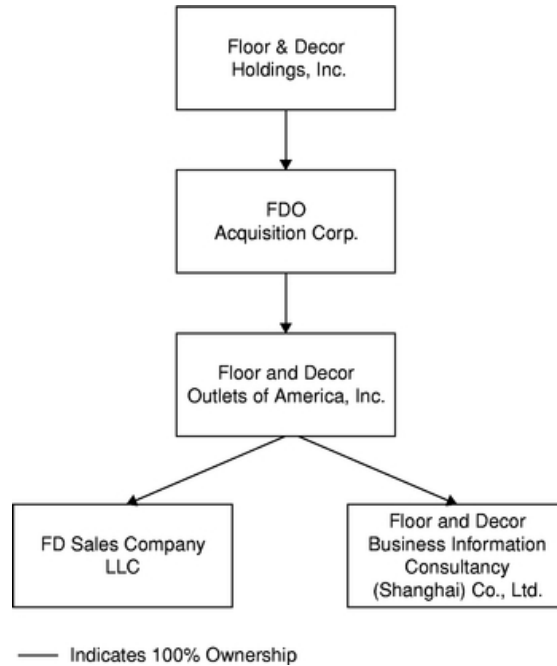 Floor & Decor
Holdings, Inc.
FDO
Acquisition Corp.
Floor and Decor
Outlets of America, Inc.
FD Sales Company
LLC
Floor and Decor
Business Information
Consultancy
(Shanghai) Co., Ltd.
Indicates 100% Ownership